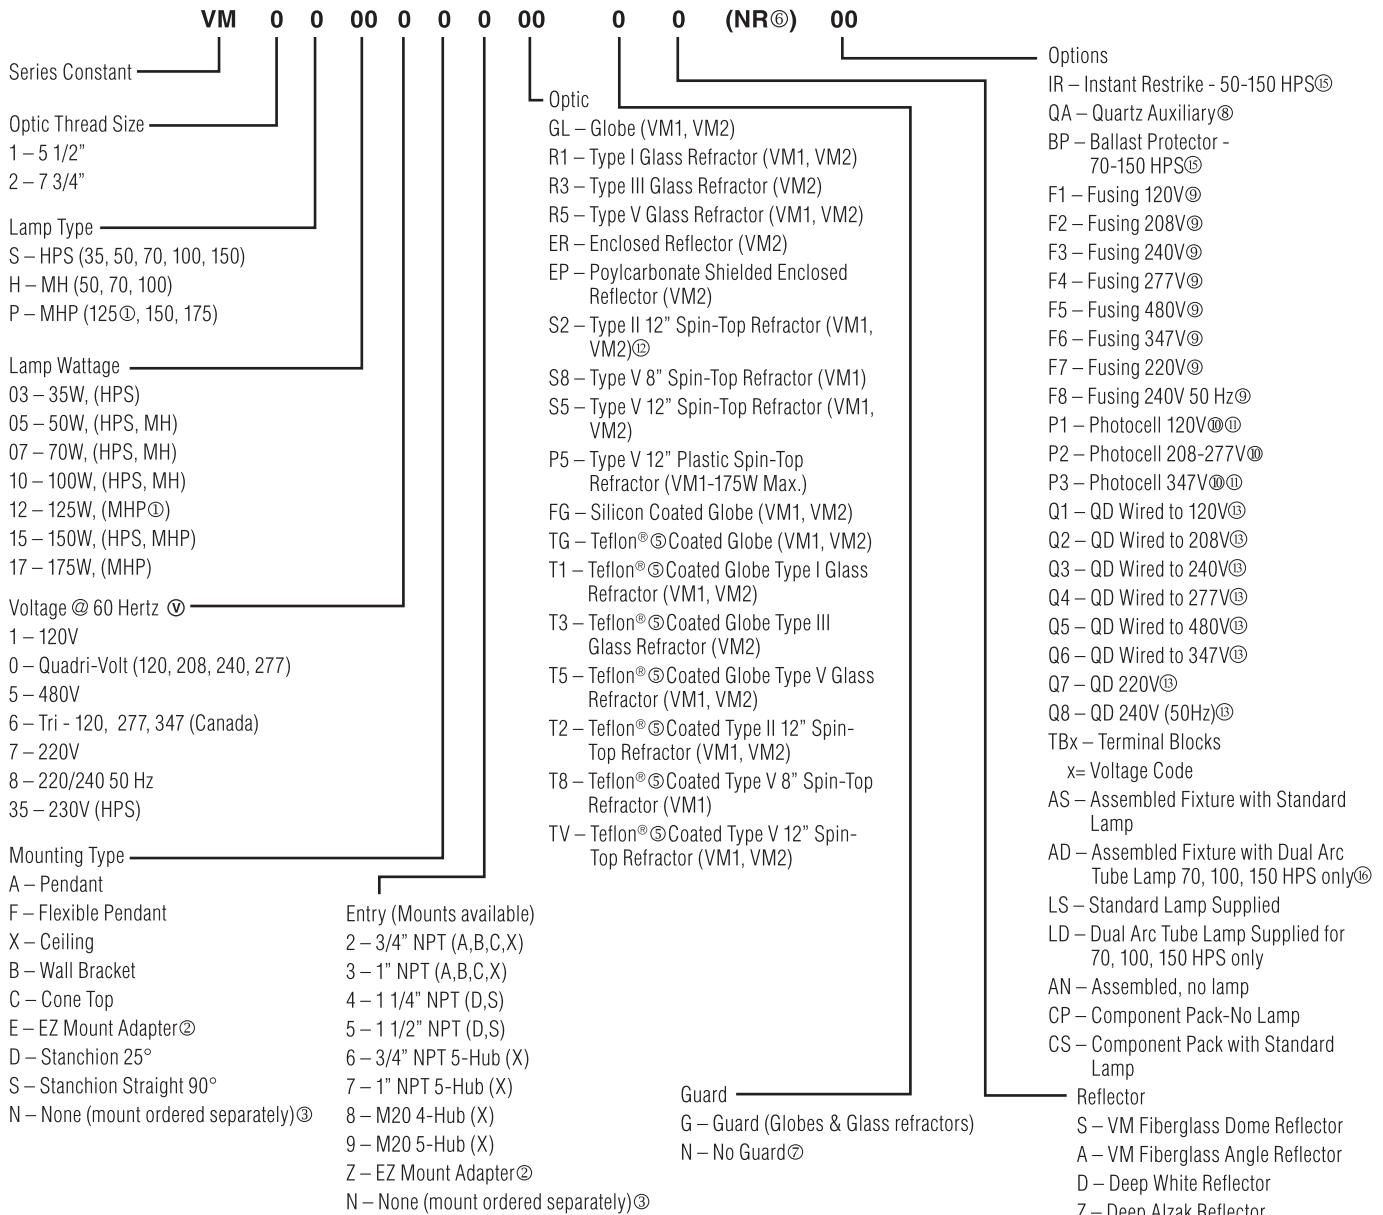 VM 0 0 00 0 0 0 00 0 0 (NR⑥) 00
Series Constant
Optic Thread Size
1 – 5 1/2”
2 – 7 3/4”
Lamp Type
S – HPS (35, 50, 70, 100, 150)
H – MH (50, 70, 100)
P – MHP (125①, 150, 175)
Lamp Wattage
03 – 35W, (HPS)
05 – 50W, (HPS, MH)
07 – 70W, (HPS, MH)
10 – 100W, (HPS, MH)
12 – 125W, (MHP①)
15 – 150W, (HPS, MHP)
17 – 175W, (MHP)
Voltage @ 60 Hertz Ⓥ
1 – 120V
0 – Quadri-Volt (120, 208, 240, 277)
5 – 480V
6 – Tri - 120, 277, 347 (Canada)
7 – 220V
8 – 220/240 50 Hz
35 – 230V (HPS)
Mounting Type
A – Pendant
F – Flexible Pendant
X – Ceiling
B – Wall Bracket
C – Cone Top
E – EZ Mount Adapter②
D – Stanchion 25°
S – Stanchion Straight 90°
N – None (mount ordered separately)③
Entry (Mounts available)
2 – 3/4” NPT (A,B,C,X)
3 – 1” NPT (A,B,C,X)
4 – 1 1/4” NPT (D,S)
5 – 1 1/2” NPT (D,S)
6 – 3/4” NPT 5-Hub (X)
7 – 1” NPT 5-Hub (X)
8 – M20 4-Hub (X)
9 – M20 5-Hub (X)
Z – EZ Mount Adapter②
N – None (mount ordered separately)③
Optic
GL – Globe (VM1, VM2)
R1 – Type I Glass Refractor (VM1, VM2)
R3 – Type III Glass Refractor (VM2)
R5 – Type V Glass Refractor (VM1, VM2)
ER – Enclosed Reflector (VM2)
EP – Poylcarbonate Shielded Enclosed
Reflector (VM2)
S2 – Type II 12” Spin-Top Refractor (VM1,
VM2)⑫
S8 – Type V 8” Spin-Top Refractor (VM1)
S5 – Type V 12” Spin-Top Refractor (VM1,
VM2)
P5 – Type V 12” Plastic Spin-Top
Refractor (VM1-175W Max.)
FG – Silicon Coated Globe (VM1, VM2)
TG – Teflon®⑤Coated Globe (VM1, VM2)
T1 – Teflon®⑤Coated Globe Type I Glass
Refractor (VM1, VM2)
T3 – Teflon®⑤Coated Globe Type III
Glass Refractor (VM2)
T5 – Teflon®⑤Coated Globe Type V Glass
Refractor (VM1, VM2)
T2 – Teflon®⑤Coated Type II 12” Spin-
Top Refractor (VM1, VM2)
T8 – Teflon®⑤Coated Type V 8” Spin-Top
Refractor (VM1)
TV – Teflon®⑤Coated Type V 12” Spin-
Top Refractor (VM1, VM2)
Guard
G – Guard (Globes & Glass refractors)
N – No Guard⑦
Options
IR – Instant Restrike - 50-150 HPS⑮
QA – Quartz Auxiliary⑧
BP – Ballast Protector -
70-150 HPS⑮
F1 – Fusing 120V⑨
F2 – Fusing 208V⑨
F3 – Fusing 240V⑨
F4 – Fusing 277V⑨
F5 – Fusing 480V⑨
F6 – Fusing 347V⑨
F7 – Fusing 220V⑨
F8 – Fusing 240V 50 Hz⑨
P1 – Photocell 120V⑩⑪
P2 – Photocell 208-277V⑩
P3 – Photocell 347V⑩⑪
Q1 – QD Wired to 120V⑬
Q2 – QD Wired to 208V⑬
Q3 – QD Wired to 240V⑬
Q4 – QD Wired to 277V⑬
Q5 – QD Wired to 480V⑬
Q6 – QD Wired to 347V⑬
Q7 – QD 220V⑬
Q8 – QD 240V (50Hz)⑬
TBx – Terminal Blocks
x= Voltage Code
AS – Assembled Fixture with Standard
Lamp
AD – Assembled Fixture with Dual Arc
Tube Lamp 70, 100, 150 HPS only⑯
LS – Standard Lamp Supplied
LD – Dual Arc Tube Lamp Supplied for
70, 100, 150 HPS only
AN – Assembled, no lamp
CP – Component Pack-No Lamp
CS – Component Pack with Standard
Lamp
Reflector
S – VM Fiberglass Dome Reflector
A – VM Fiberglass Angle Reflector
D – Deep White Reflector
Z – Deep Alzak Reflector